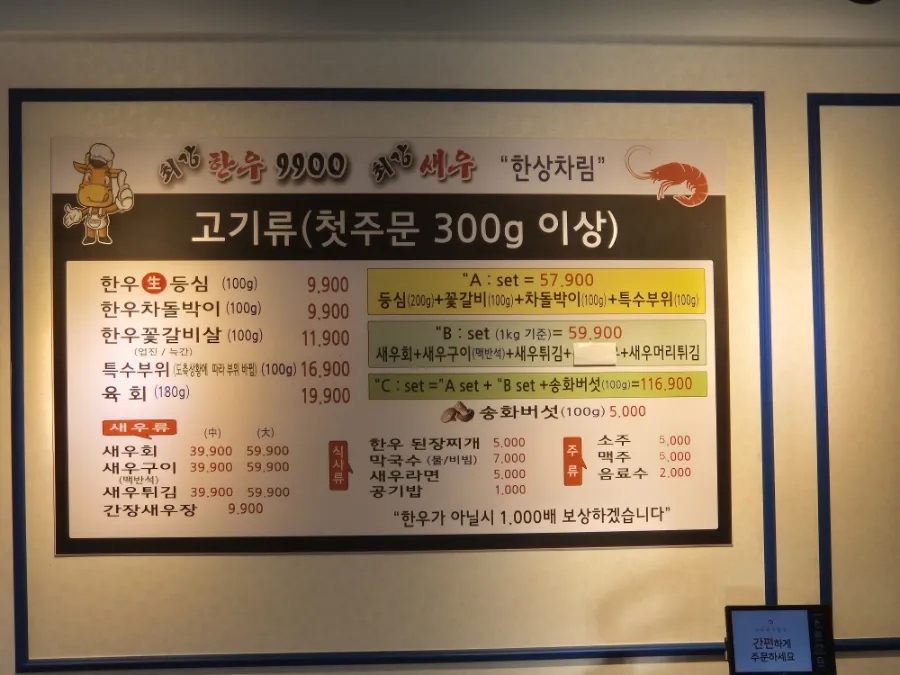 최강 한우 9900 최강 새우 “한상차림”
고기류(첫주문 300g 이상)
한우 生 등심 (100g) 9,900
한우차돌박이 (100g) 9,900
한우꽃갈비살 (100g) 11,900
(업진 / 늑간)
특수부위 (도축상황에 따라 부위 바뀜) (100g) 16,900
육 회 (180g) 19,900
"A : set = 57,900
등심(200g)+꽃갈비(100g)+차돌박이(100g)+특수부위(100g)
"B : set (1kg 기준)= 59,900
새우회+새우구이(맥반석)+새우튀김+ +새우머리튀김
"C : set ="A set + "B set +송화버섯(100g)=116,900
송화버섯(100g) 5,000
새우류 (中) (大)
새우회 39,900 59,900
새우구이 39,900 59,900
(맥반석)
새우튀김 39,900 59,900
간장새우장 9,900
식사류
한우 된장찌개 5,000
막국수 (물/비빔) 7,000
새우라면 5,000
공기밥 1,000
주류
소주 5,000
맥주 5,000
음료수 2,000
“한우가 아닐시 1.000배 보상하겠습니다”
간편하게
주문하세요